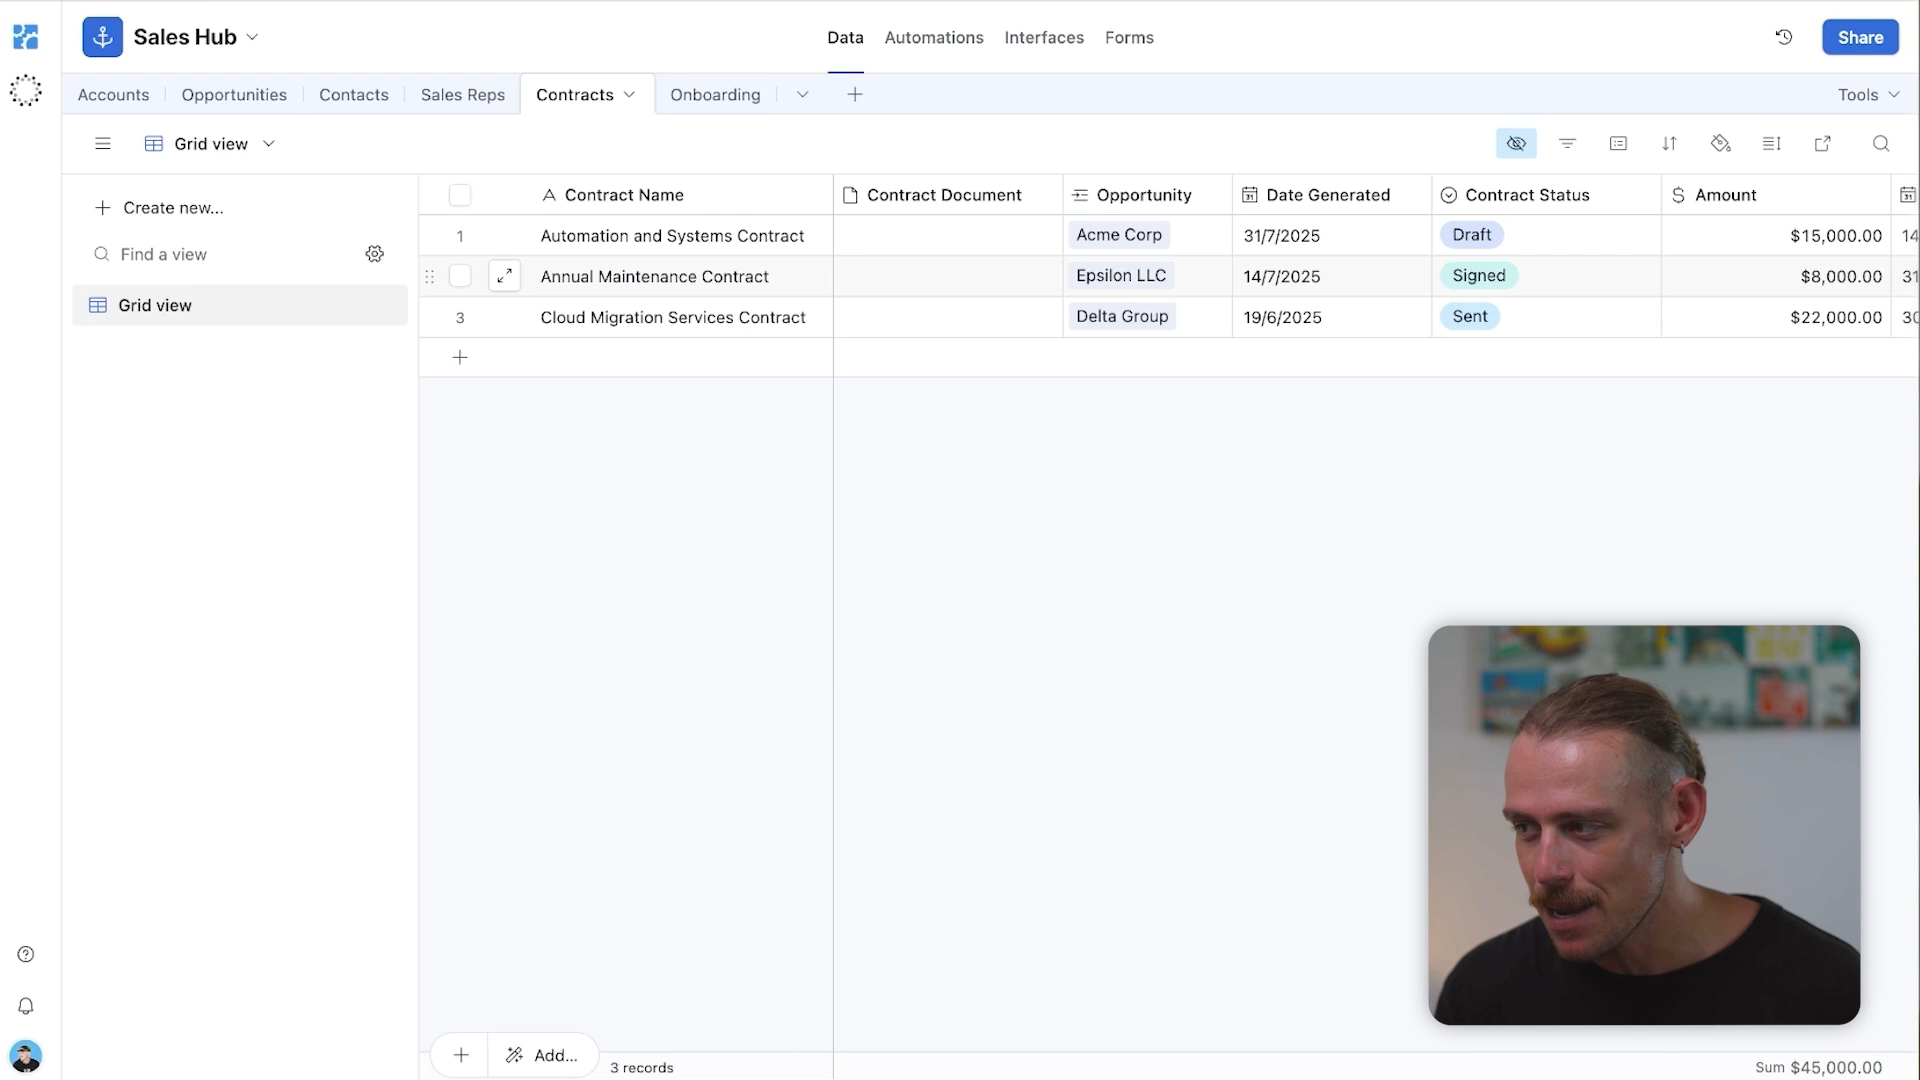 Sales Hub
Data Automations Interfaces Forms
Share
Accounts Opportunities Contacts Sales Reps Contracts Onboarding
Tools
Grid view
Create new...
Find a view
Grid view
Contract Name Contract Document Opportunity Date Generated Contract Status Amount
1 Automation and Systems Contract Acme Corp 31/7/2025 Draft $15,000.00 14
Annual Maintenance Contract Epsilon LLC 14/7/2025 Signed $8,000.00 31
3 Cloud Migration Services Contract Delta Group 19/6/2025 Sent $22,000.00 30
Add...
3 records
Sum $45,000.00